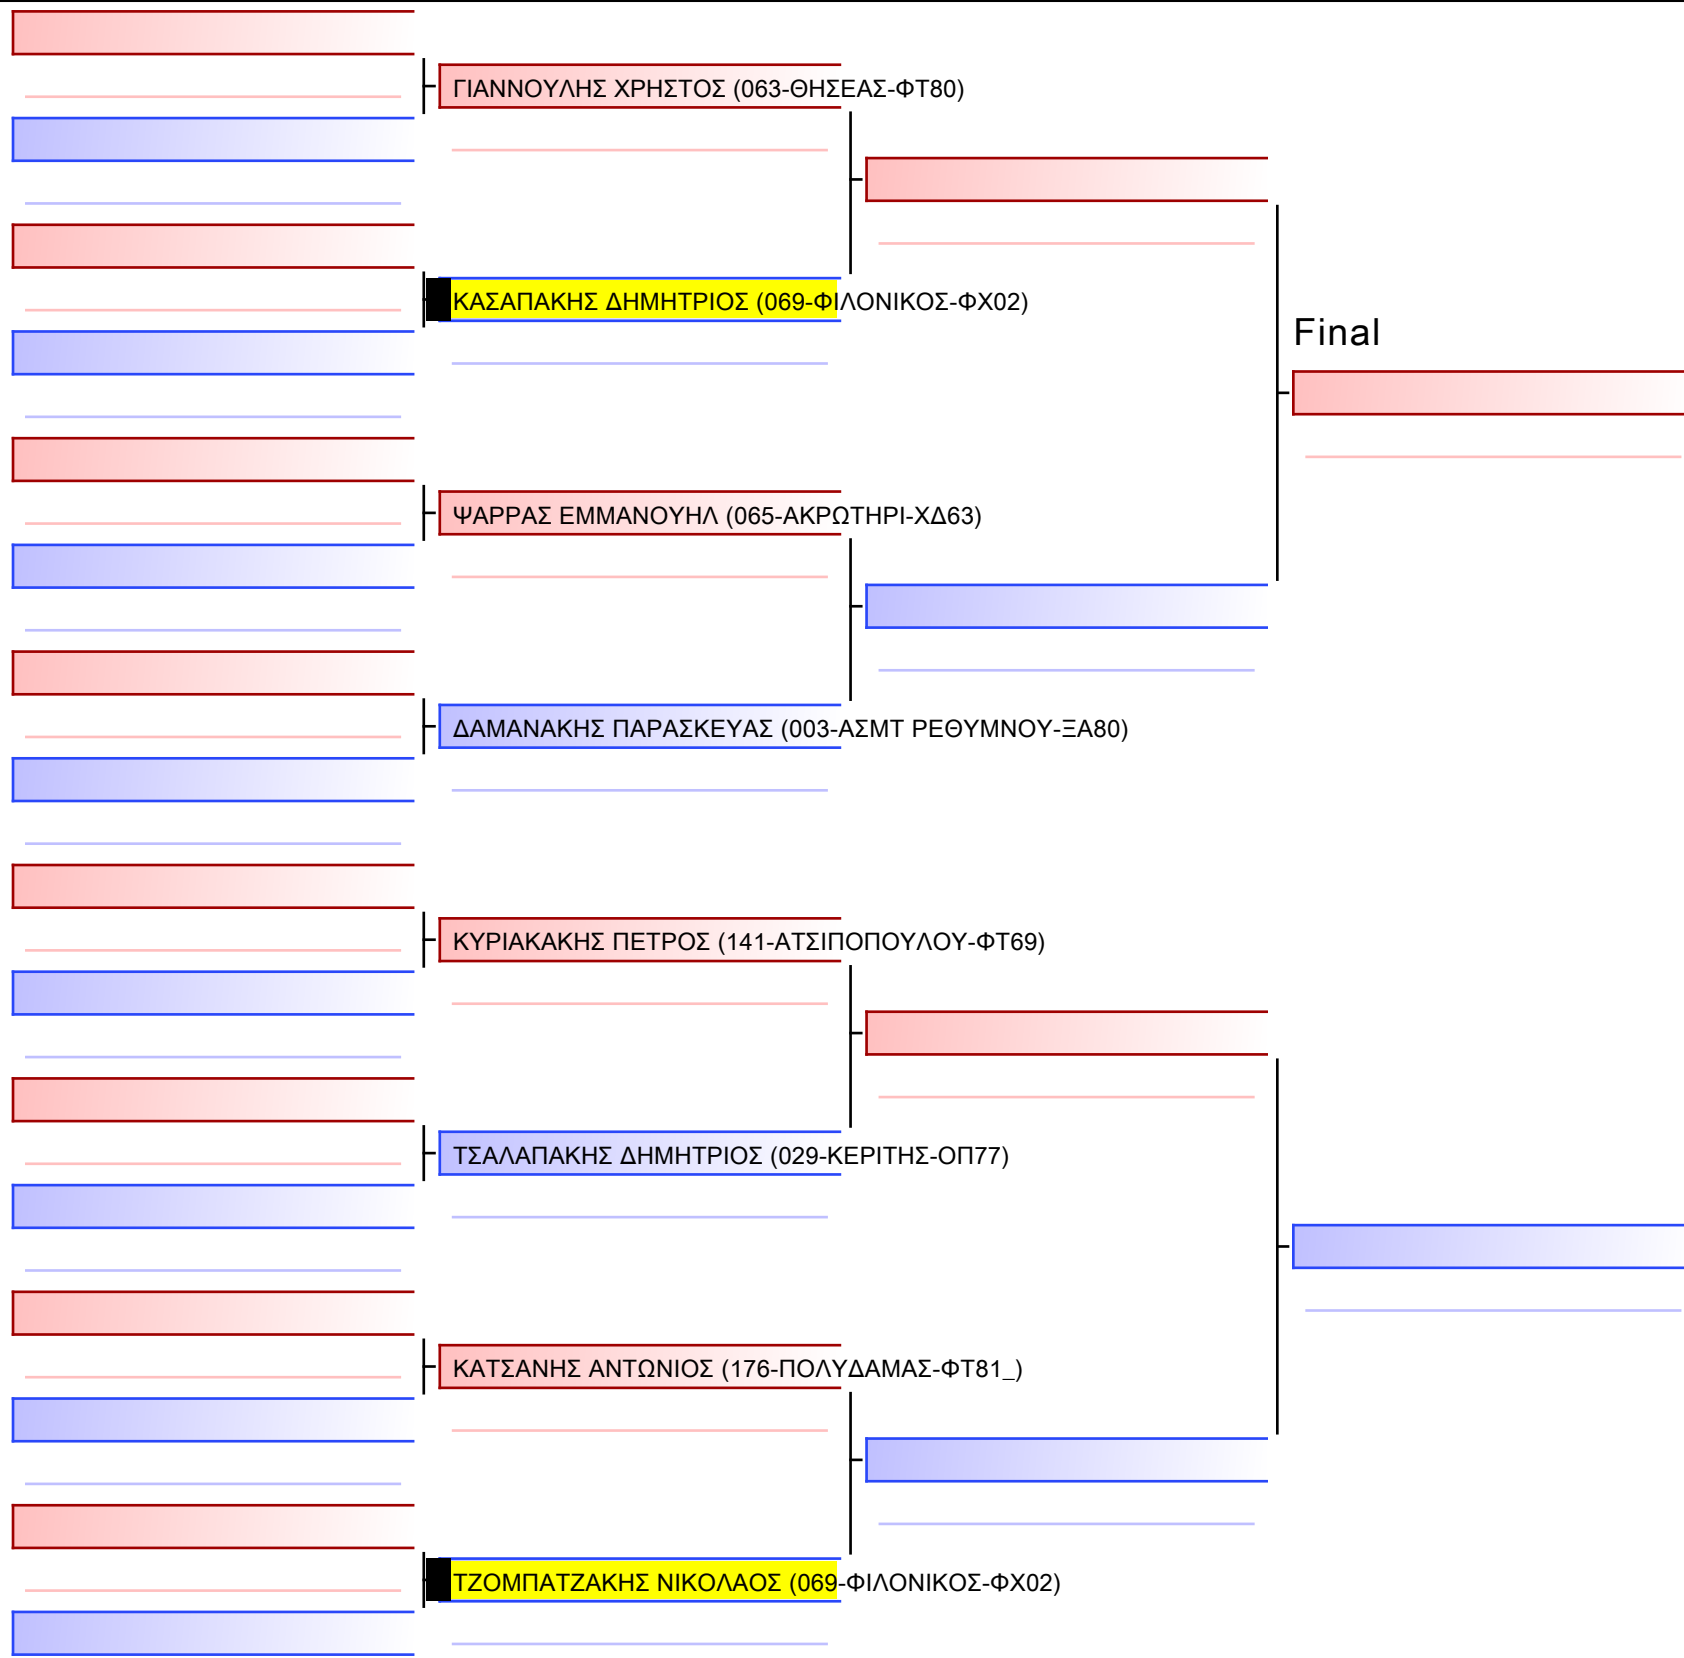 ΓΙΑΝΝΟΥΛΗΣ ΧΡΗΣΤΟΣ (063-ΘΗΣΕΑΣ-ΦΤ80)
ΚΑΣΑΠΑΚΗΣ ΔΗΜΗΤΡΙΟΣ (069-ΦΙΛΟΝΙΚΟΣ-ΦΧ02)
Final
ΨΑΡΡΑΣ ΕΜΜΑΝΟΥΗΛ (065-ΑΚΡΩΤΗΡΙ-ΧΔ63)
ΔΑΜΑΝΑΚΗΣ ΠΑΡΑΣΚΕΥΑΣ (003-ΑΣΜΤ ΡΕΘΥΜΝΟΥ-ΞΑ80)
ΚΥΡΙΑΚΑΚΗΣ ΠΕΤΡΟΣ (141-ΑΤΣΙΠΟΠΟΥΛΟΥ-ΦΤ69)
ΤΣΑΛΑΠΑΚΗΣ ΔΗΜΗΤΡΙΟΣ (029-ΚΕΡΙΤΗΣ-ΟΠ77)
ΚΑΤΣΑΝΗΣ ΑΝΤΩΝΙΟΣ (176-ΠΟΛΥΔΑΜΑΣ-ΦΤ81_)
ΤΖΟΜΠΑΤΖΑΚΗΣ ΝΙΚΟΛΑΟΣ (069-ΦΙΛΟΝΙΚΟΣ-ΦΧ02)